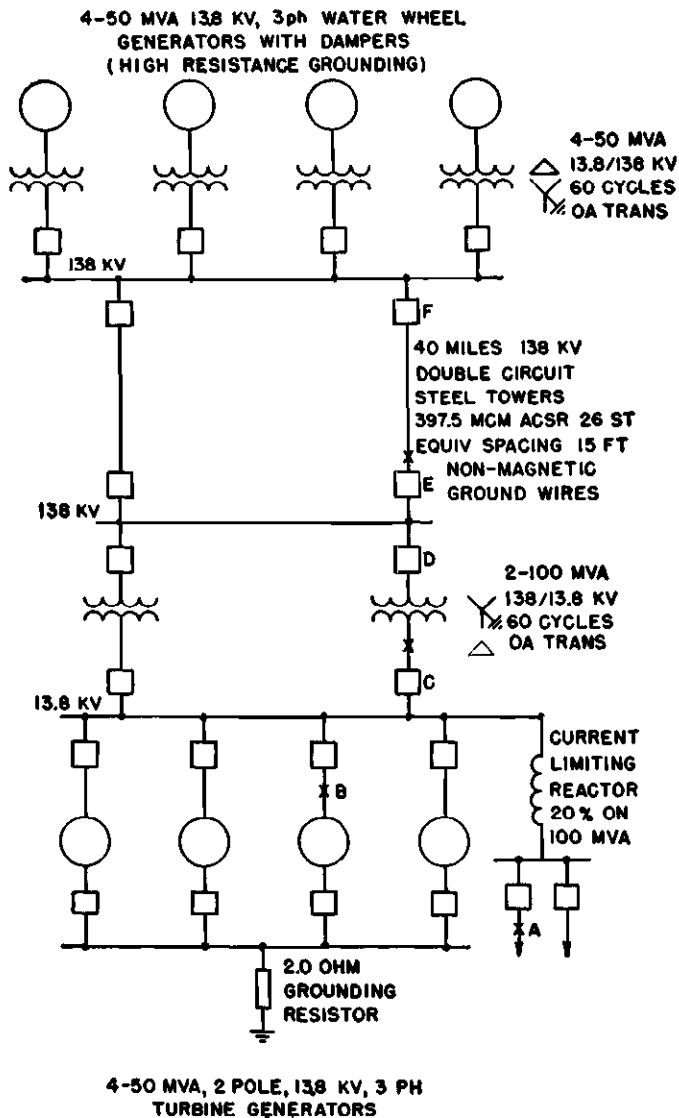 4-50 MVA 13.8 KV, 3ph WATER WHEEL
GENERATORS WITH DAMPERS
(HIGH RESISTANCE GROUNDING)
4-50 MVA
13.8/138 KV
60 CYCLES
OA TRANS
138 KV
F
40 MILES 138 KV
DOUBLE CIRCUIT
STEEL TOWERS
397.5 MCM ACSR 26 ST
EQUIV SPACING 15 FT
NON-MAGNETIC
GROUND WIRES
E
138 KV
D
2-100 MVA
138/13.8 KV
60 CYCLES
OA TRANS
C
13.8 KV
CURRENT
LIMITING
REACTOR
20% ON
100 MVA
B
A
2.0 OHM
GROUNDING
RESISTOR
4-50 MVA, 2 POLE, 13.8 KV, 3 PH
TURBINE GENERATORS